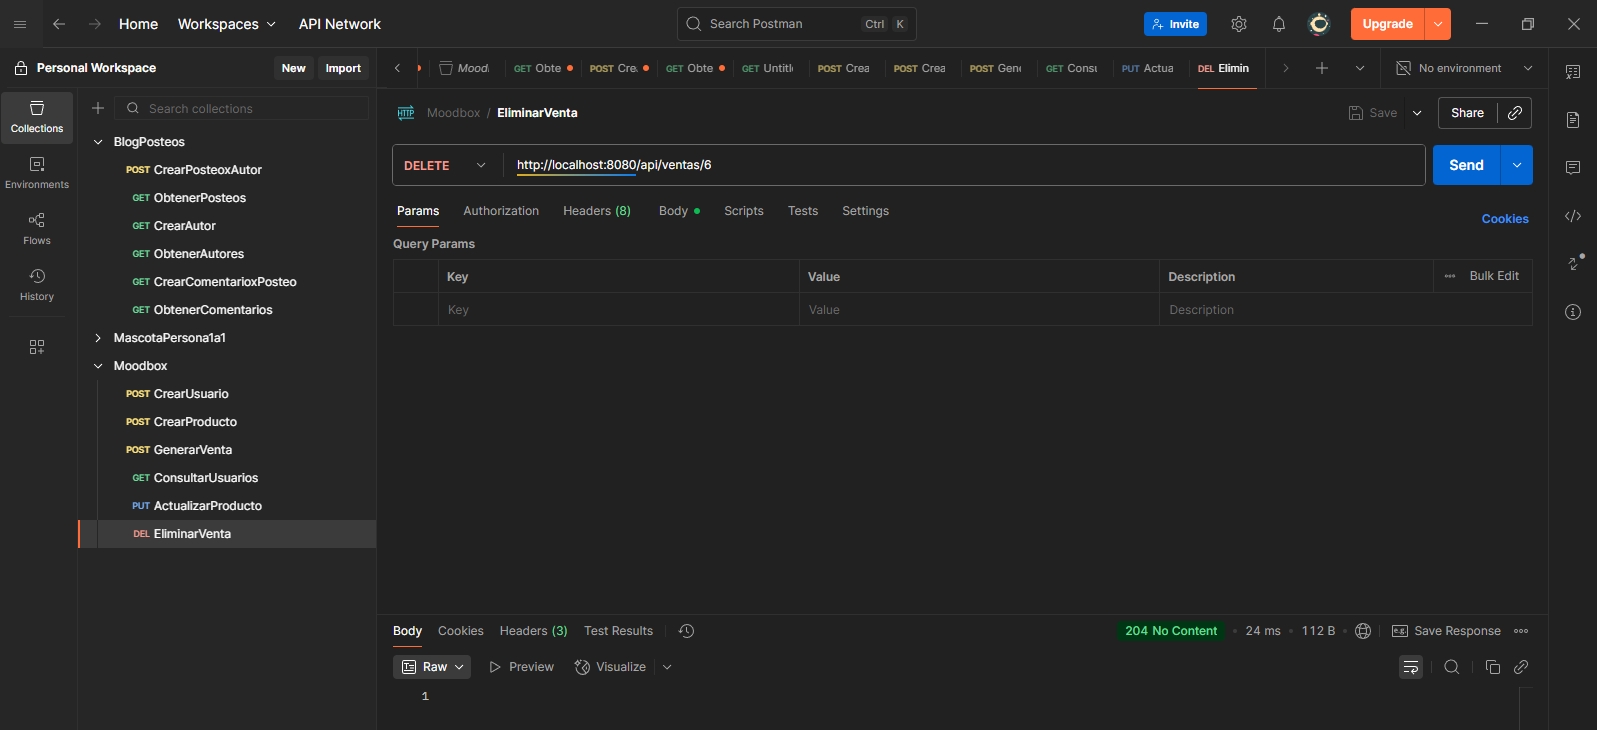 Home Workspaces API Network Search Postman Ctrl K Invite Upgrade
Personal Workspace New Import
Moodb GET Obte POST Cre GET Obte GET Untitl POST Crea POST Crea POST Gene GET Consu PUT Actua DEL Elimin No environment
Collections
Environments
Flows
History
Search collections
BlogPosteos
POST CrearPosteoxAutor
GET ObtenerPosteos
GET CrearAutor
GET ObtenerAutores
GET CrearComentarioxPosteo
GET ObtenerComentarios
MascotaPersona1a1
Moodbox
POST CrearUsuario
POST CrearProducto
POST GenerarVenta
GET ConsultarUsuarios
PUT ActualizarProducto
DEL EliminarVenta
HTTP Moodbox / EliminarVenta Save Share
DELETE http://localhost:8080/api/ventas/6 Send
Params Authorization Headers (8) Body Scripts Tests Settings Cookies
Query Params
Key Value Description Bulk Edit
Key Value Description
Body Cookies Headers (3) Test Results 204 No Content 24 ms 112 B e.g. Save Response
Raw Preview Visualize
1